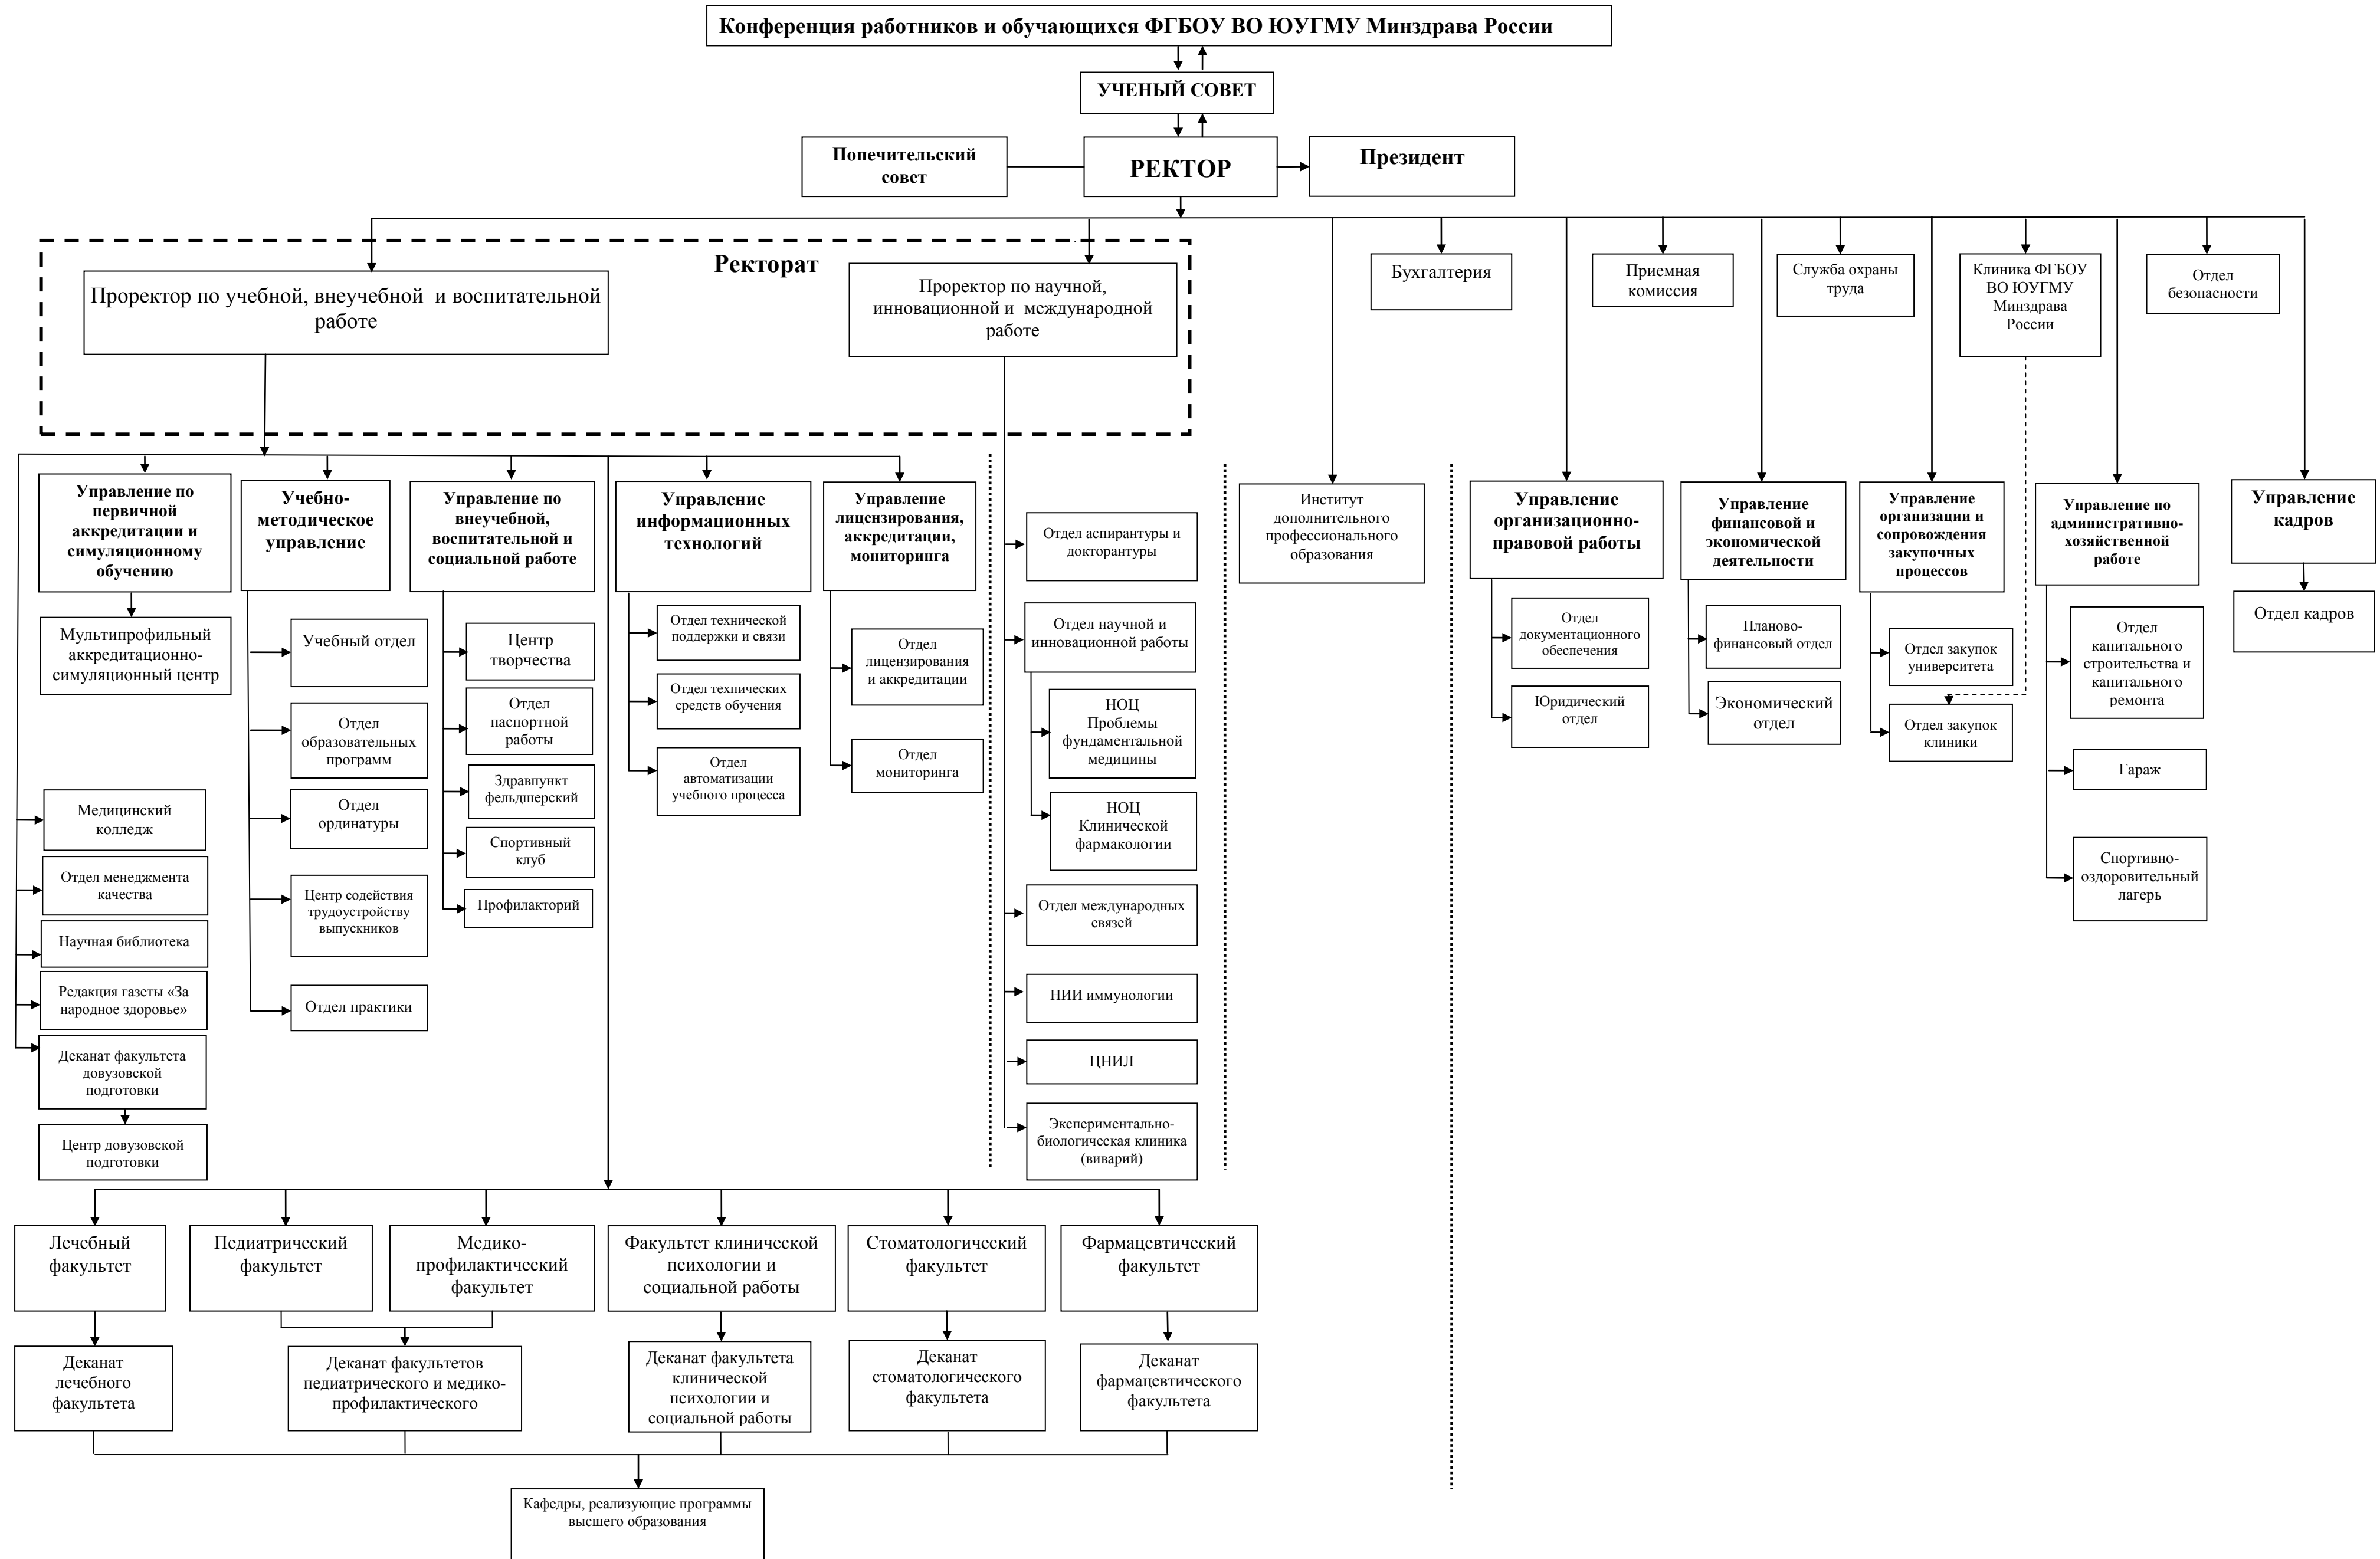 Конференция работников и обучающихся ФГБОУ ВО ЮУГМУ Минздрава России
УЧЕНЫЙ СОВЕТ
Попечительский
совет
РЕКТОР
Президент
Ректорат
Проректор по учебной, внеучебной и воспитательной
работе
Проректор по научной,
инновационной и международной
работе
Бухгалтерия
Приемная
комиссия
Служба охраны
труда
Клиника ФГБОУ
ВО ЮУГМУ
Минздрава
России
Отдел
безопасности
Управление по
первичной
аккредитации и
симуляционному
обучению
Мультипрофильный
аккредитационно-
симуляционный центр
Медицинский
колледж
Отдел менеджмента
качества
Научная библиотека
Редакция газеты «За
народное здоровье»
Деканат факультета
довузовской
подготовки
Центр довузовской
подготовки
Учебно-
методическое
управление
Учебный отдел
Отдел
образовательных
программ
Отдел
ординатуры
Центр содействия
трудоустройству
выпускников
Отдел практики
Управление по
внеучебной,
воспитательной и
социальной работе
Центр
творчества
Отдел
паспортной
работы
Здравпункт
фельдшерский
Спортивный
клуб
Профилакторий
Управление
информационных
технологий
Отдел технической
поддержки и связи
Отдел технических
средств обучения
Отдел
автоматизации
учебного процесса
Управление
лицензирования,
аккредитации,
мониторинга
Отдел
лицензирования
и аккредитации
Отдел
мониторинга
Отдел аспирантуры и
докторантуры
Отдел научной и
инновационной работы
НОЦ
Проблемы
фундаментальной
медицины
НОЦ
Клинической
фармакологии
Отдел международных
связей
НИИ иммунологии
ЦНИЛ
Экспериментально-
биологическая клиника
(виварий)
Институт
дополнительного
профессионального
образования
Управление
организационно-
правовой работы
Отдел
документационного
обеспечения
Юридический
отдел
Управление
финансовой и
экономической
деятельности
Планово-
финансовый отдел
Экономический
отдел
Управление
организации и
сопровождения
закупочных
процессов
Отдел закупок
университета
Отдел закупок
клиники
Управление по
административно-
хозяйственной
работе
Отдел
капитального
строительства и
капитального
ремонта
Гараж
Спортивно-
оздоровительный
лагерь
Управление
кадров
Отдел кадров
Лечебный
факультет
Педиатрический
факультет
Медико-
профилактический
факультет
Факультет клинической
психологии и
социальной работы
Стоматологический
факультет
Фармацевтический
факультет
Деканат
лечебного
факультета
Деканат факультетов
педиатрического и медико-
профилактического
Деканат факультета
клинической
психологии и
социальной работы
Деканат
стоматологического
факультета
Деканат
фармацевтического
факультета
Кафедры, реализующие программы
высшего образования